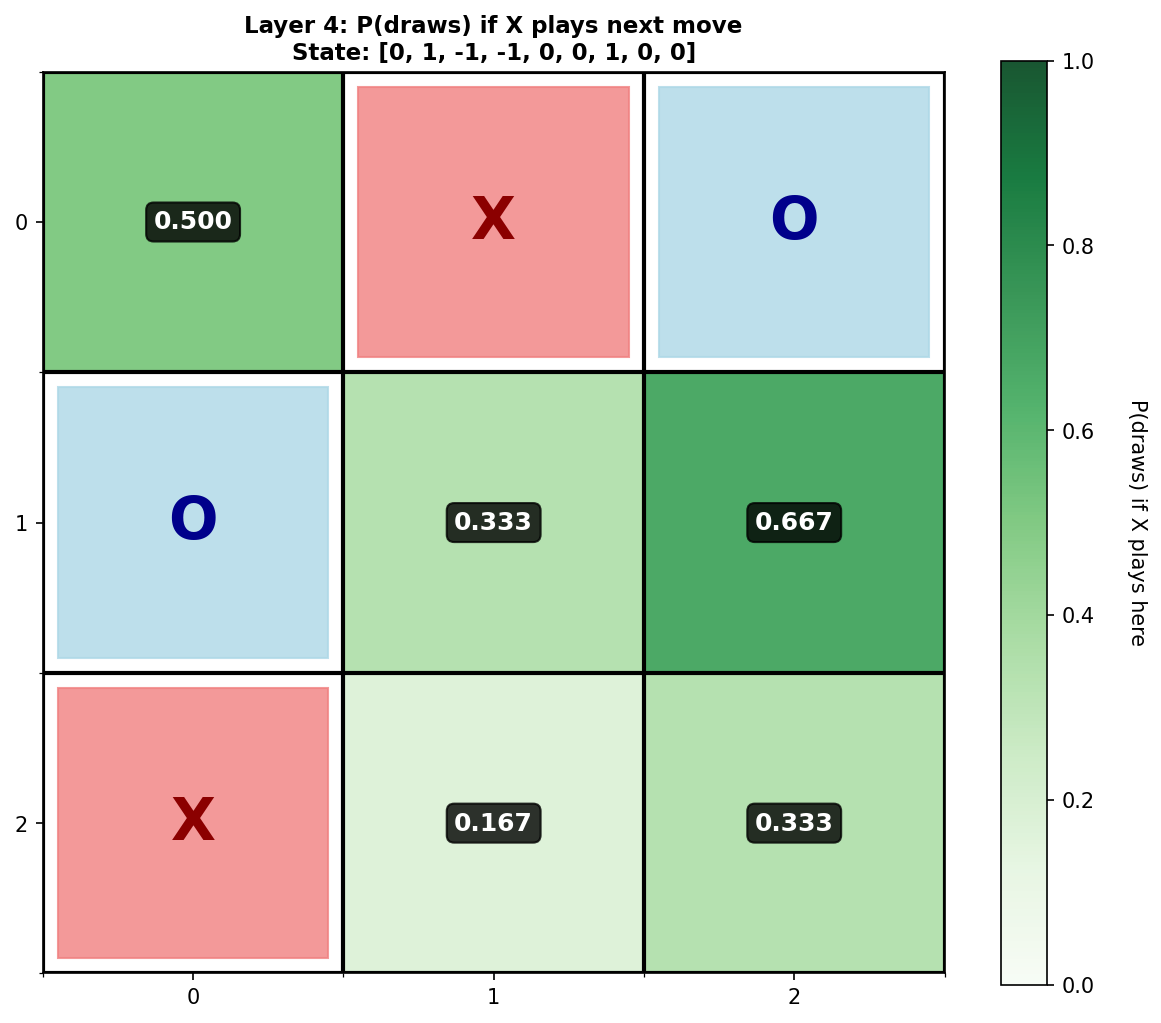 Layer 4: P(draws) if X plays next move
State: [0, 1, -1, -1, 0, 0, 1, 0, 0]
0
0.500
X
O
1
O
0.333
0.667
2
X
0.167
0.333
0
1
2
1.0
0.8
0.6
0.4
0.2
0.0
P(draws) if X plays here